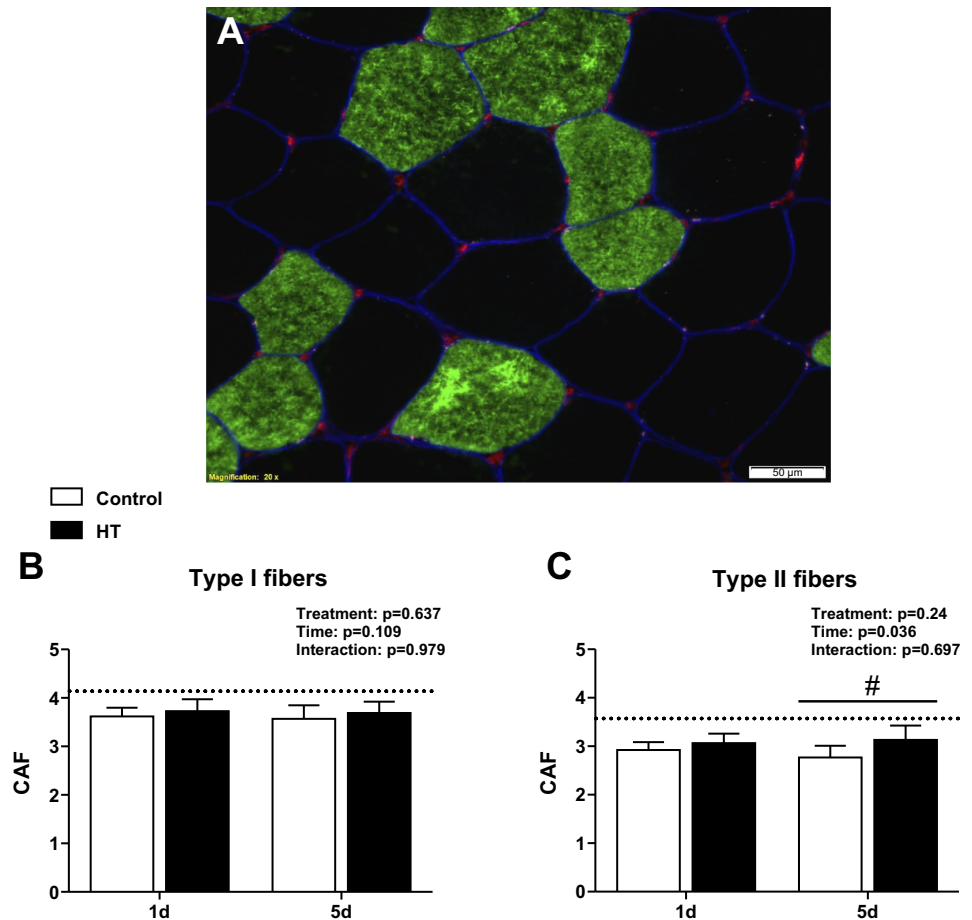 A
Magnification: 20 x
50 µm
Control
HT
B
Type I fibers
Treatment: p=0.637
Time: p=0.109
Interaction: p=0.979
CAF
5
4
3
2
1
0
1d 5d
C
Type II fibers
Treatment: p=0.24
Time: p=0.036
Interaction: p=0.697
#
CAF
5
4
3
2
1
0
1d 5d